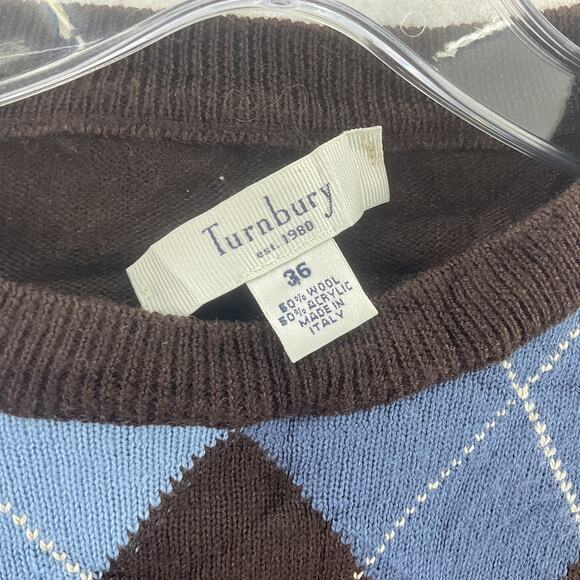 Turnbury
est. 1980
36
50% WOOL
50% ACRYLIC
MADE IN
ITALY